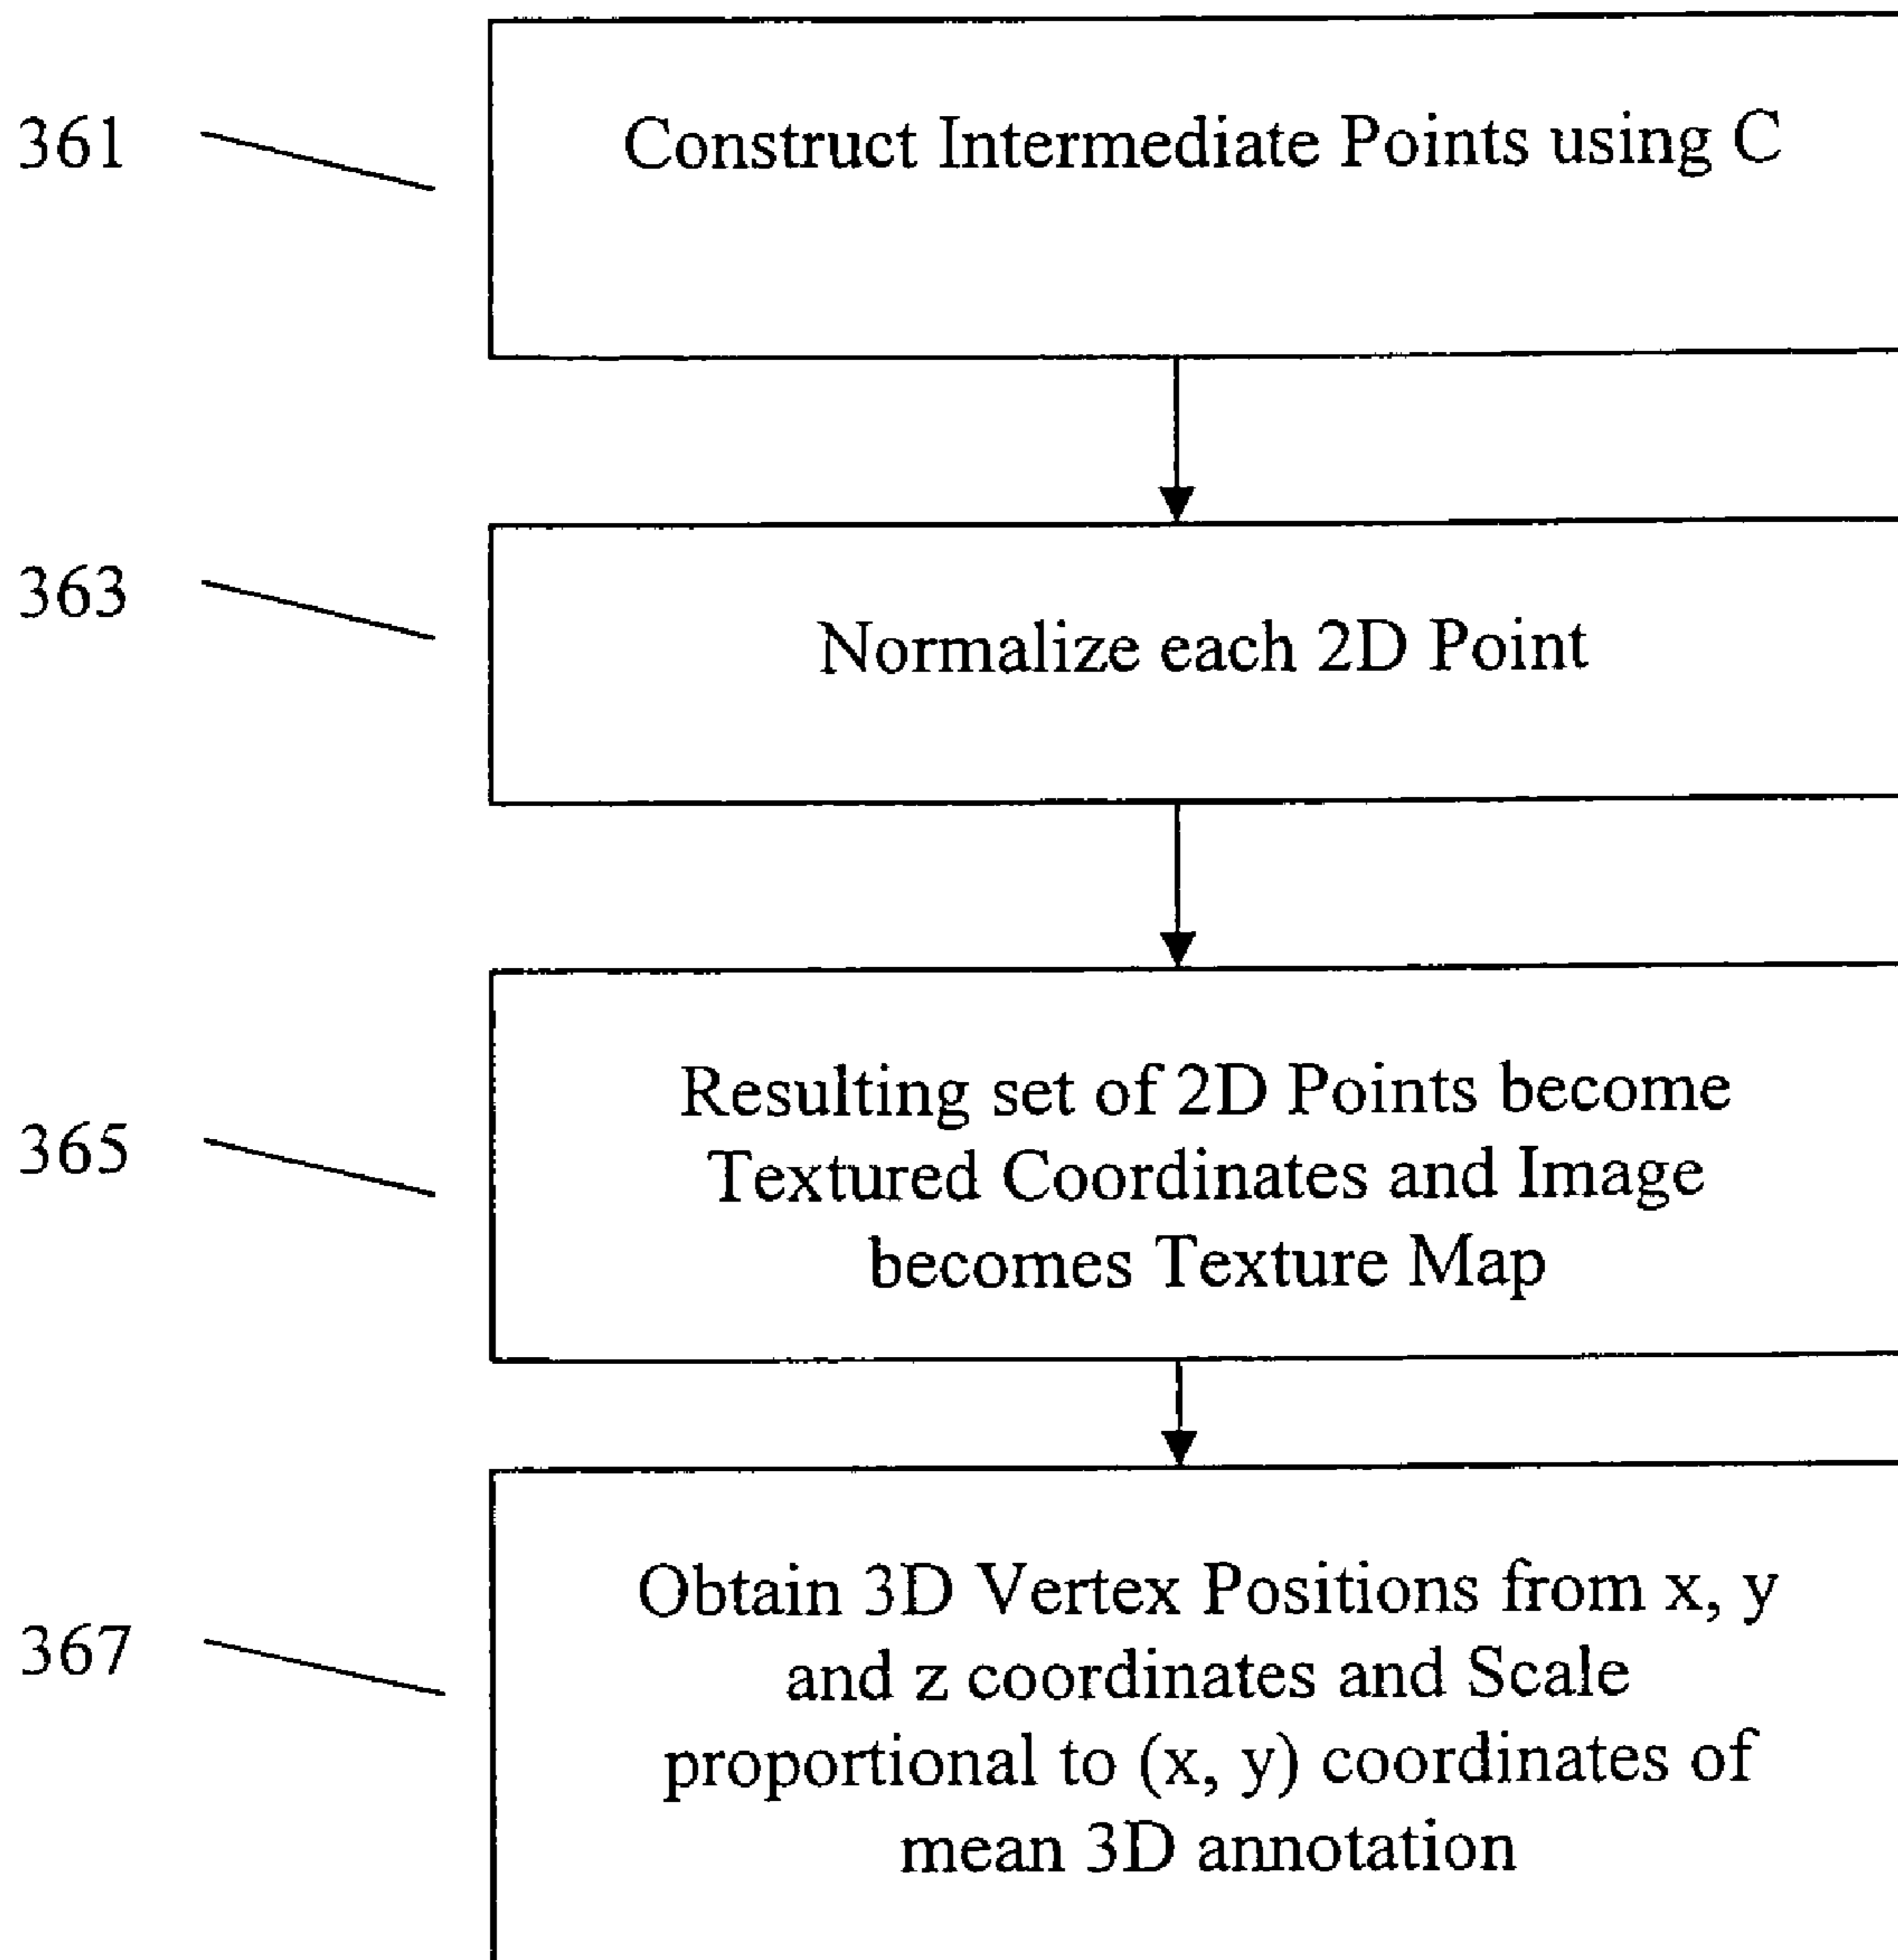 361
Construct Intermediate Points using C
363
Normalize each 2D Point
365
Resulting set of 2D Points become
Textured Coordinates and Image
becomes Texture Map
367
Obtain 3D Vertex Positions from x, y
and z coordinates and Scale
proportional to (x, y) coordinates of
mean 3D annotation